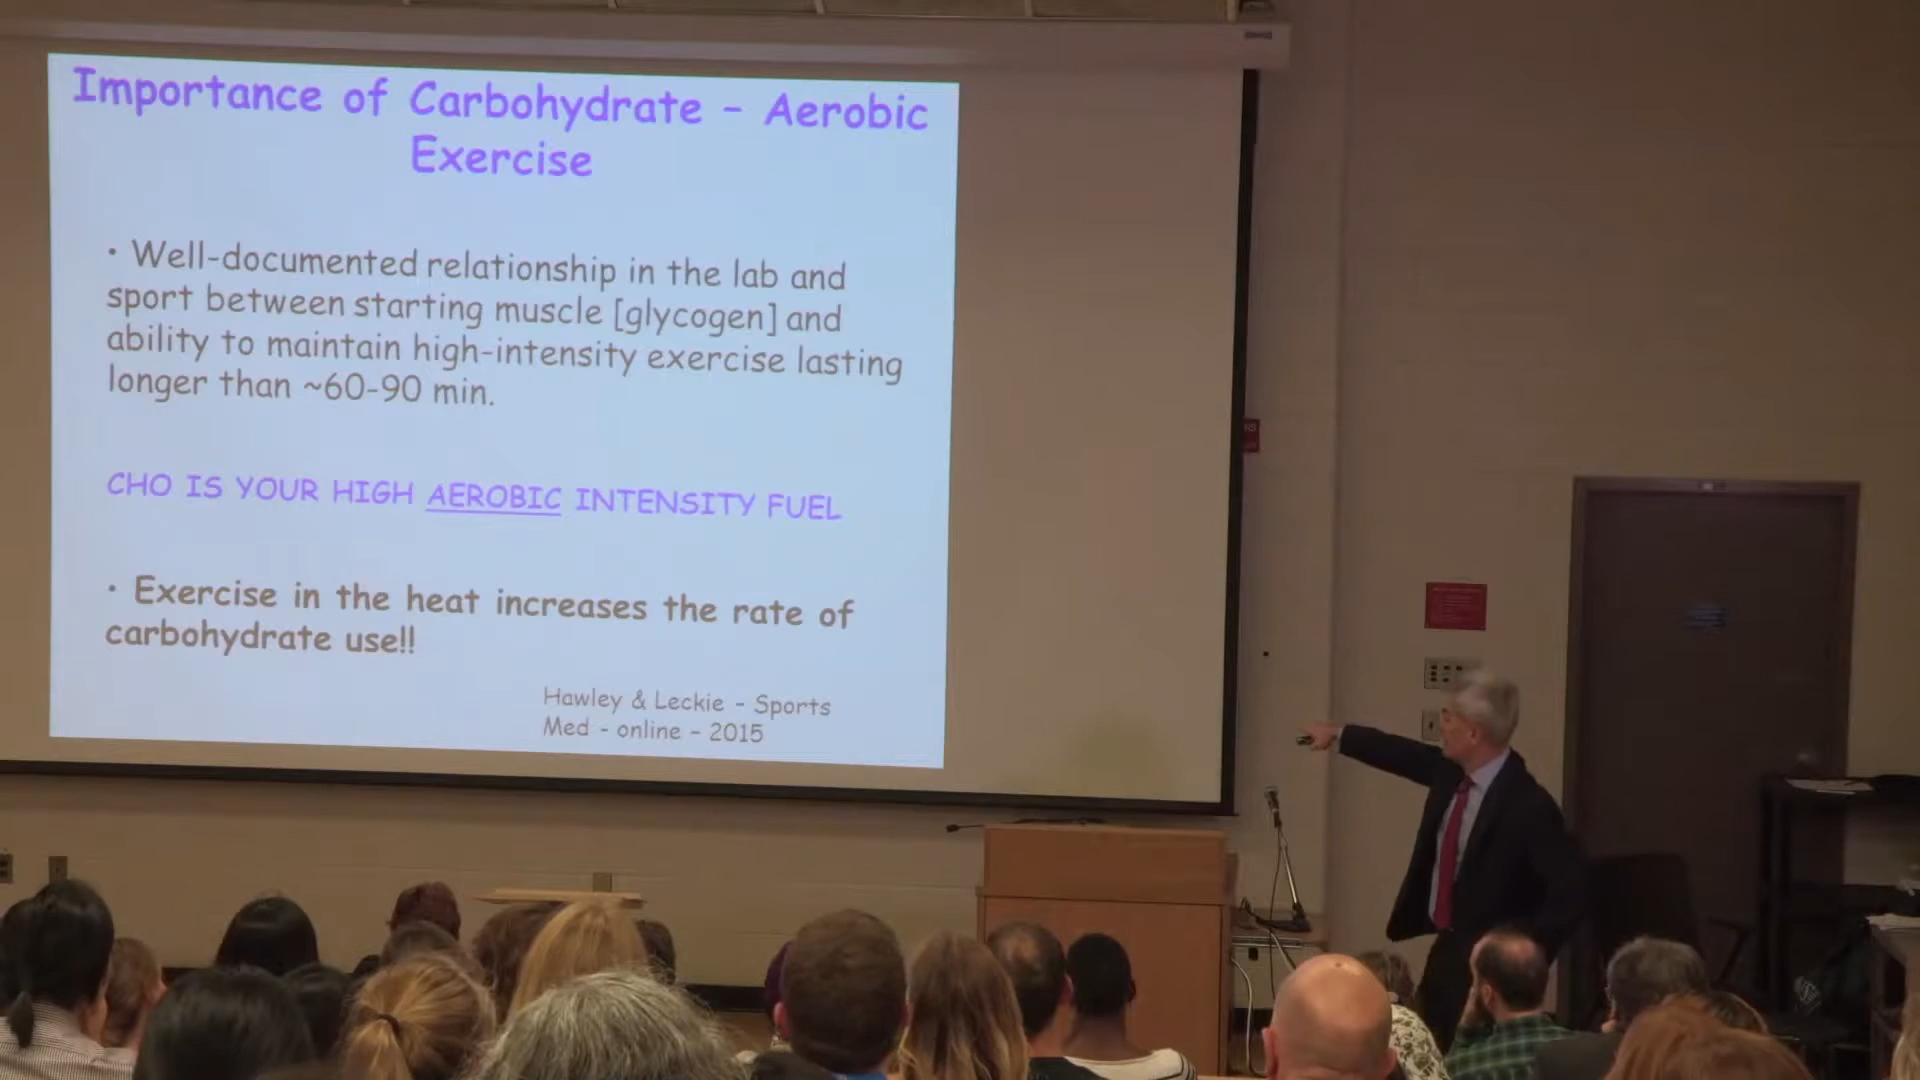 Importance of Carbohydrate – Aerobic
Exercise
• Well-documented relationship in the lab and
sport between starting muscle [glycogen] and
ability to maintain high-intensity exercise lasting
longer than ~60-90 min.
CHO IS YOUR HIGH AEROBIC INTENSITY FUEL
• Exercise in the heat increases the rate of
carbohydrate use!!
Hawley & Leckie - Sports
Med - online - 2015